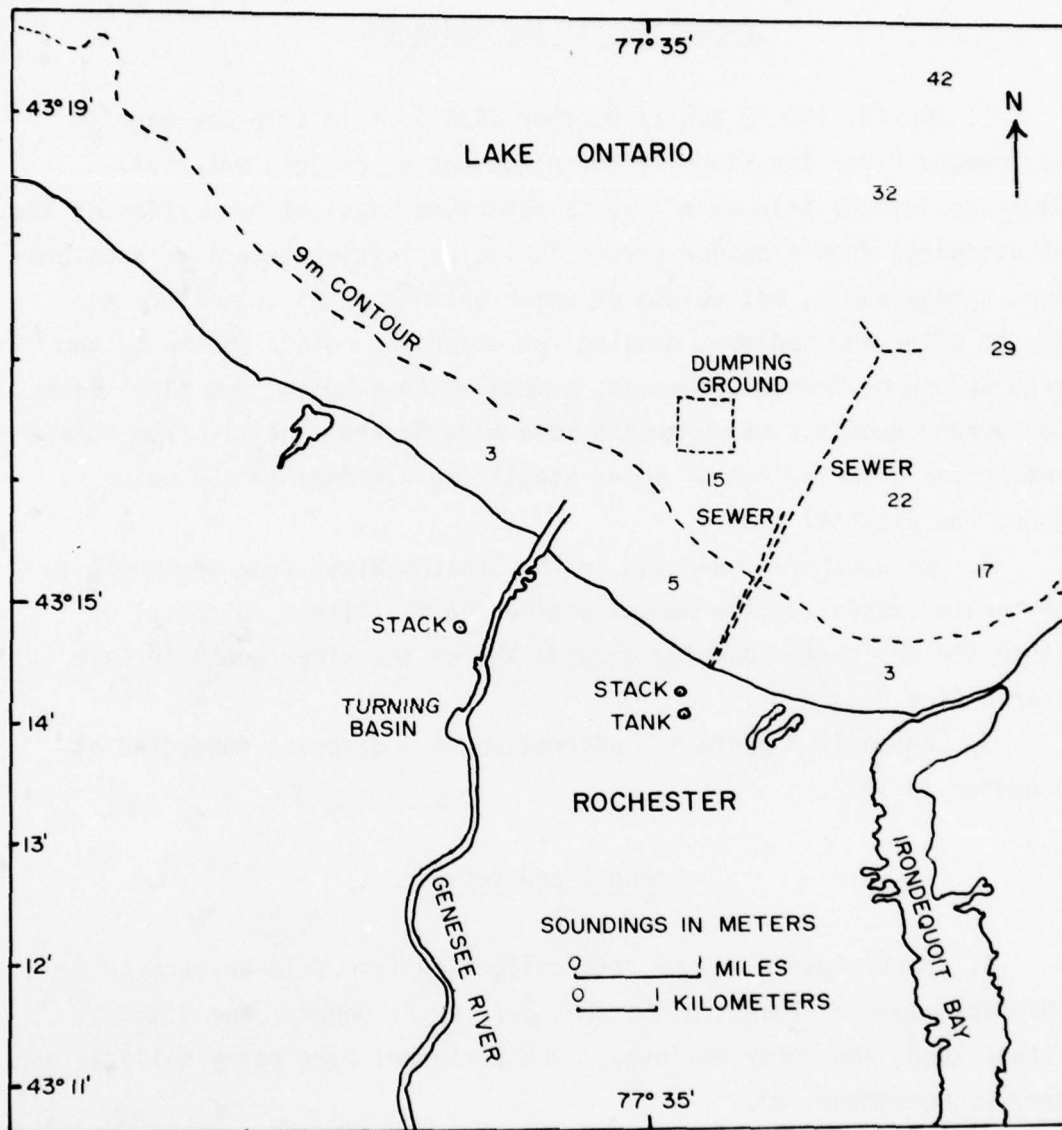 77° 35'
42
43° 19'
N
LAKE ONTARIO
32
9m CONTOUR
29
DUMPING
GROUND
3
15
SEWER
SEWER
22
5
17
43° 15'
STACK
3
STACK
TURNING
BASIN
TANK
14'
ROCHESTER
13'
GENESEE RIVER
IRONDEQUOIT BAY
SOUNDINGS IN METERS
12'
0 1 MILES
0 1 KILOMETERS
43° 11'
77° 35'